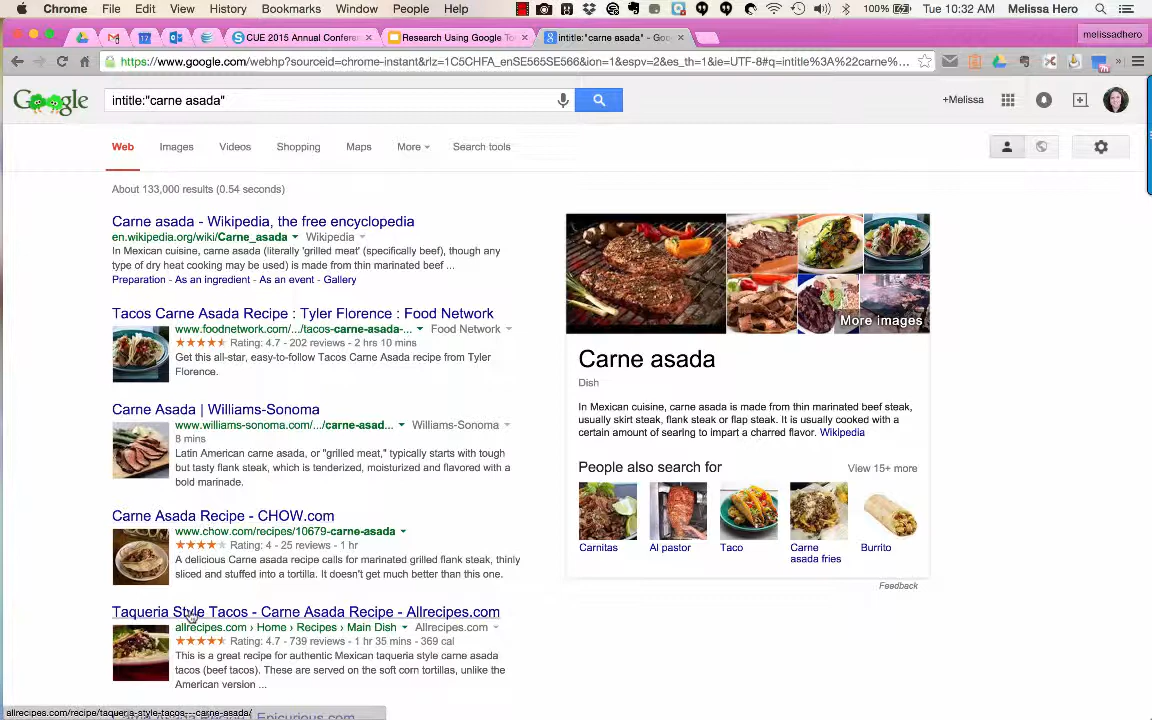 Chrome File Edit View History Bookmarks Window People Help 100% Tue 10:32 AM Melissa Hero
CUE 2015 Annual Conferen Research Using Google To intitle:"carne asada" - Goo melissadhero
https://www.google.com/webhp?sourceid=chrome-instant&rlz=1C5CHFA_enSE565SE566&ion=1&espv=2&es_th=1&ie=UTF-8#q=intitle%3A%22carne%...
Google intitle:"carne asada" +Melissa
Web Images Videos Shopping Maps More Search tools
About 133,000 results (0.54 seconds)
Carne asada - Wikipedia, the free encyclopedia
en.wikipedia.org/wiki/Carne_asada Wikipedia
In Mexican cuisine, carne asada (literally 'grilled meat' (specifically beef), though any
type of dry heat cooking may be used) is made from thin marinated beef ...
Preparation - As an ingredient - As an event - Gallery
Tacos Carne Asada Recipe : Tyler Florence : Food Network
www.foodnetwork.com/.../tacos-carne-asada-... Food Network
Rating: 4.7 - 202 reviews - 2 hrs 10 mins
Get this all-star, easy-to-follow Tacos Carne Asada recipe from Tyler
Florence.
Carne Asada | Williams-Sonoma
www.williams-sonoma.com/.../carne-asad... Williams-Sonoma
8 mins
Latin American carne asada, or "grilled meat," typically starts with tough
but tasty flank steak, which is tenderized, moisturized and flavored with a
bold marinade.
Carne Asada Recipe - CHOW.com
www.chow.com/recipes/10679-carne-asada
Rating: 4 - 25 reviews - 1 hr
A delicious Carne asada recipe calls for marinated grilled flank steak, thinly
sliced and stuffed into a tortilla. It doesn't get much better than this one.
Taqueria Style Tacos - Carne Asada Recipe - Allrecipes.com
allrecipes.com › Home › Recipes › Main Dish Allrecipes.com
Rating: 4.7 - 739 reviews - 1 hr 35 mins - 369 cal
This is a great recipe for authentic Mexican taqueria style carne asada
tacos (beef tacos). These are served on the soft corn tortillas, unlike the
American version ...
Carne Asada Recipe | Epicurious.com
allrecipes.com/recipe/taqueria-style-tacos---carne-asada/
More images
Carne asada
Dish
In Mexican cuisine, carne asada is made from thin marinated beef steak,
usually skirt steak, flank steak or flap steak. It is usually cooked with a
certain amount of searing to impart a charred flavor. Wikipedia
People also search for View 15+ more
Carnitas Al pastor Taco Carne Burrito
asada fries
Feedback